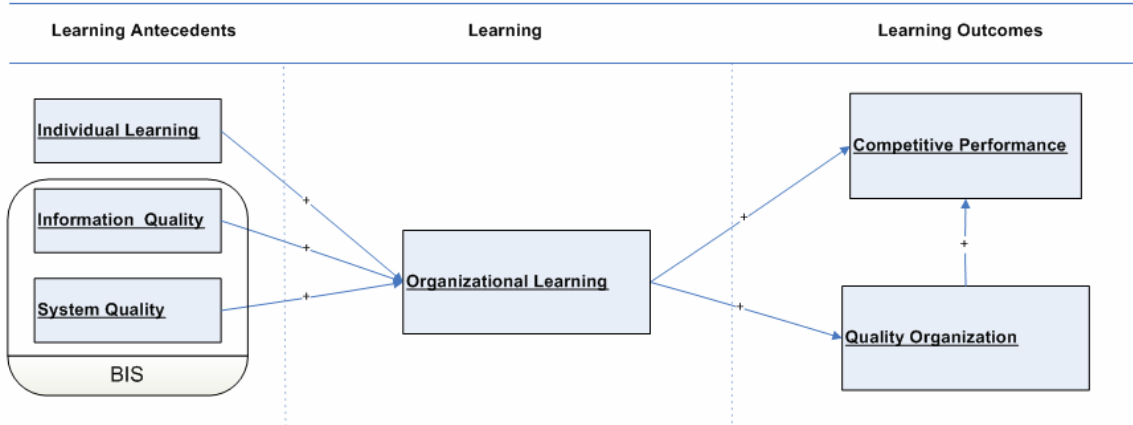 Learning Antecedents
Learning
Learning Outcomes
Individual Learning
Information Quality
System Quality
BIS
+
+
+
Organizational Learning
+
+
Competitive Performance
+
Quality Organization